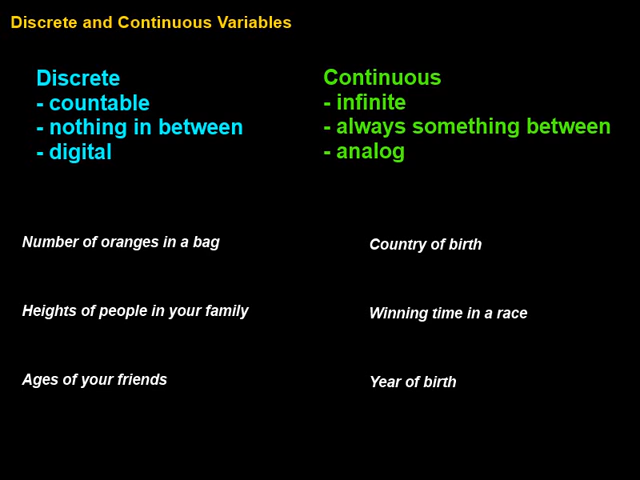 Discrete and Continuous Variables
Discrete
- countable
- nothing in between
- digital
Continuous
- infinite
- always something between
- analog
Number of oranges in a bag
Country of birth
Heights of people in your family
Winning time in a race
Ages of your friends
Year of birth